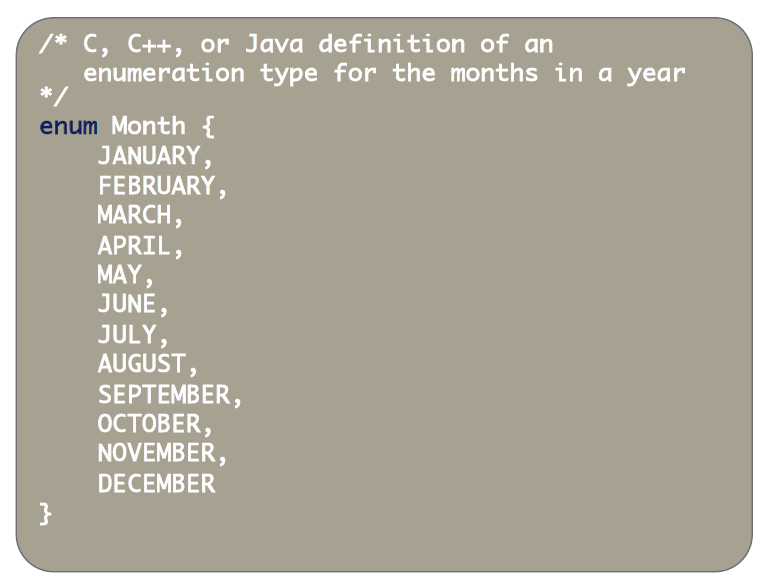 /* C, C++, or Java definition of an
   enumeration type for the months in a year
*/
enum Month {
    JANUARY,
    FEBRUARY,
    MARCH,
    APRIL,
    MAY,
    JUNE,
    JULY,
    AUGUST,
    SEPTEMBER,
    OCTOBER,
    NOVEMBER,
    DECEMBER
}